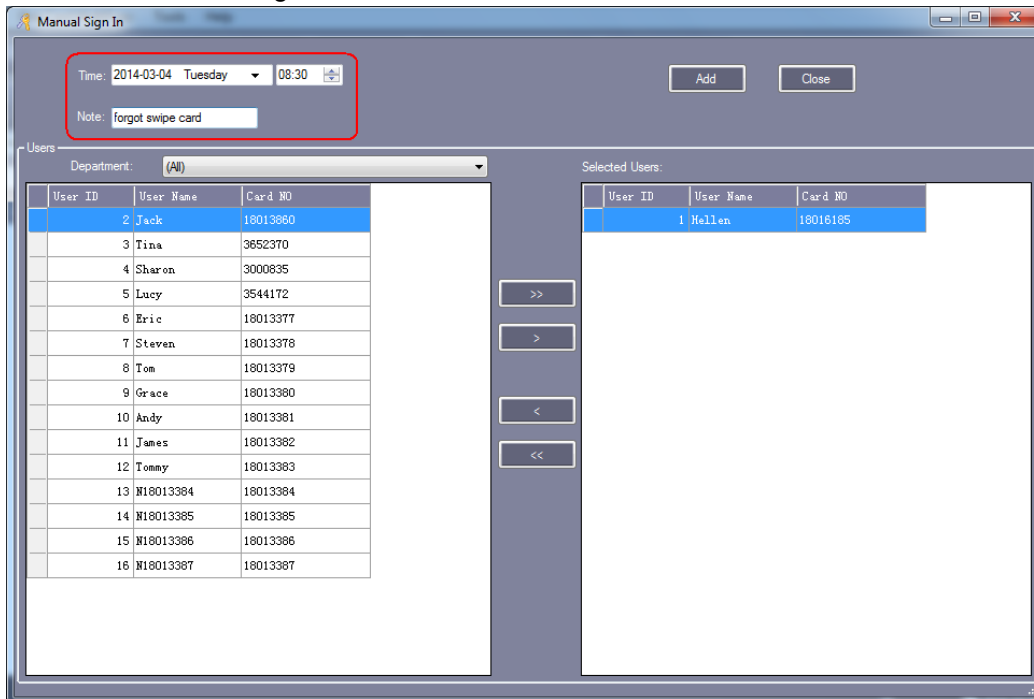 Manual Sign In
Time: 2014-03-04 Tuesday 08:30
Add
Close
Note: forgot swipe card
Users
Department: (All)
Selected Users:
User ID User Name Card NO
2 Jack 18013860
3 Tina 3652370
4 Sharon 3000835
5 Lucy 3544172
6 Eric 18013377
7 Steven 18013378
8 Tom 18013379
9 Grace 18013380
10 Andy 18013381
11 James 18013382
12 Tommy 18013383
13 N18013384 18013384
14 N18013385 18013385
15 N18013386 18013386
16 N18013387 18013387
>>
>
<
<<
User ID User Name Card NO
1 Hellen 18016185